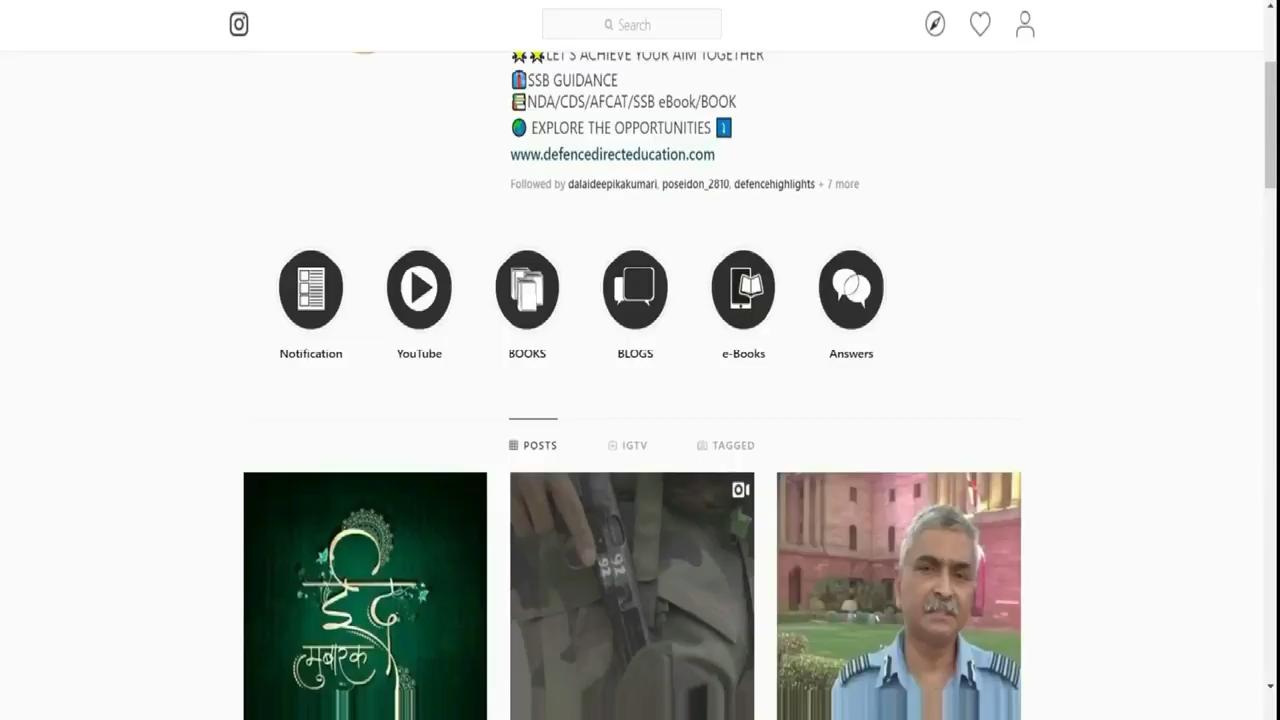 Search
LET'S ACHIEVE YOUR AIM TOGETHER
SSB GUIDANCE
NDA/CDS/AFCAT/SSB eBook/BOOK
EXPLORE THE OPPORTUNITIES
www.defencedirecteducation.com
Followed by dalaideepikakumari, poseidon_2810, defencehighlights + 7 more
Notification YouTube BOOKS BLOGS e-Books Answers
POSTS IGTV TAGGED
ईद
मुबारक